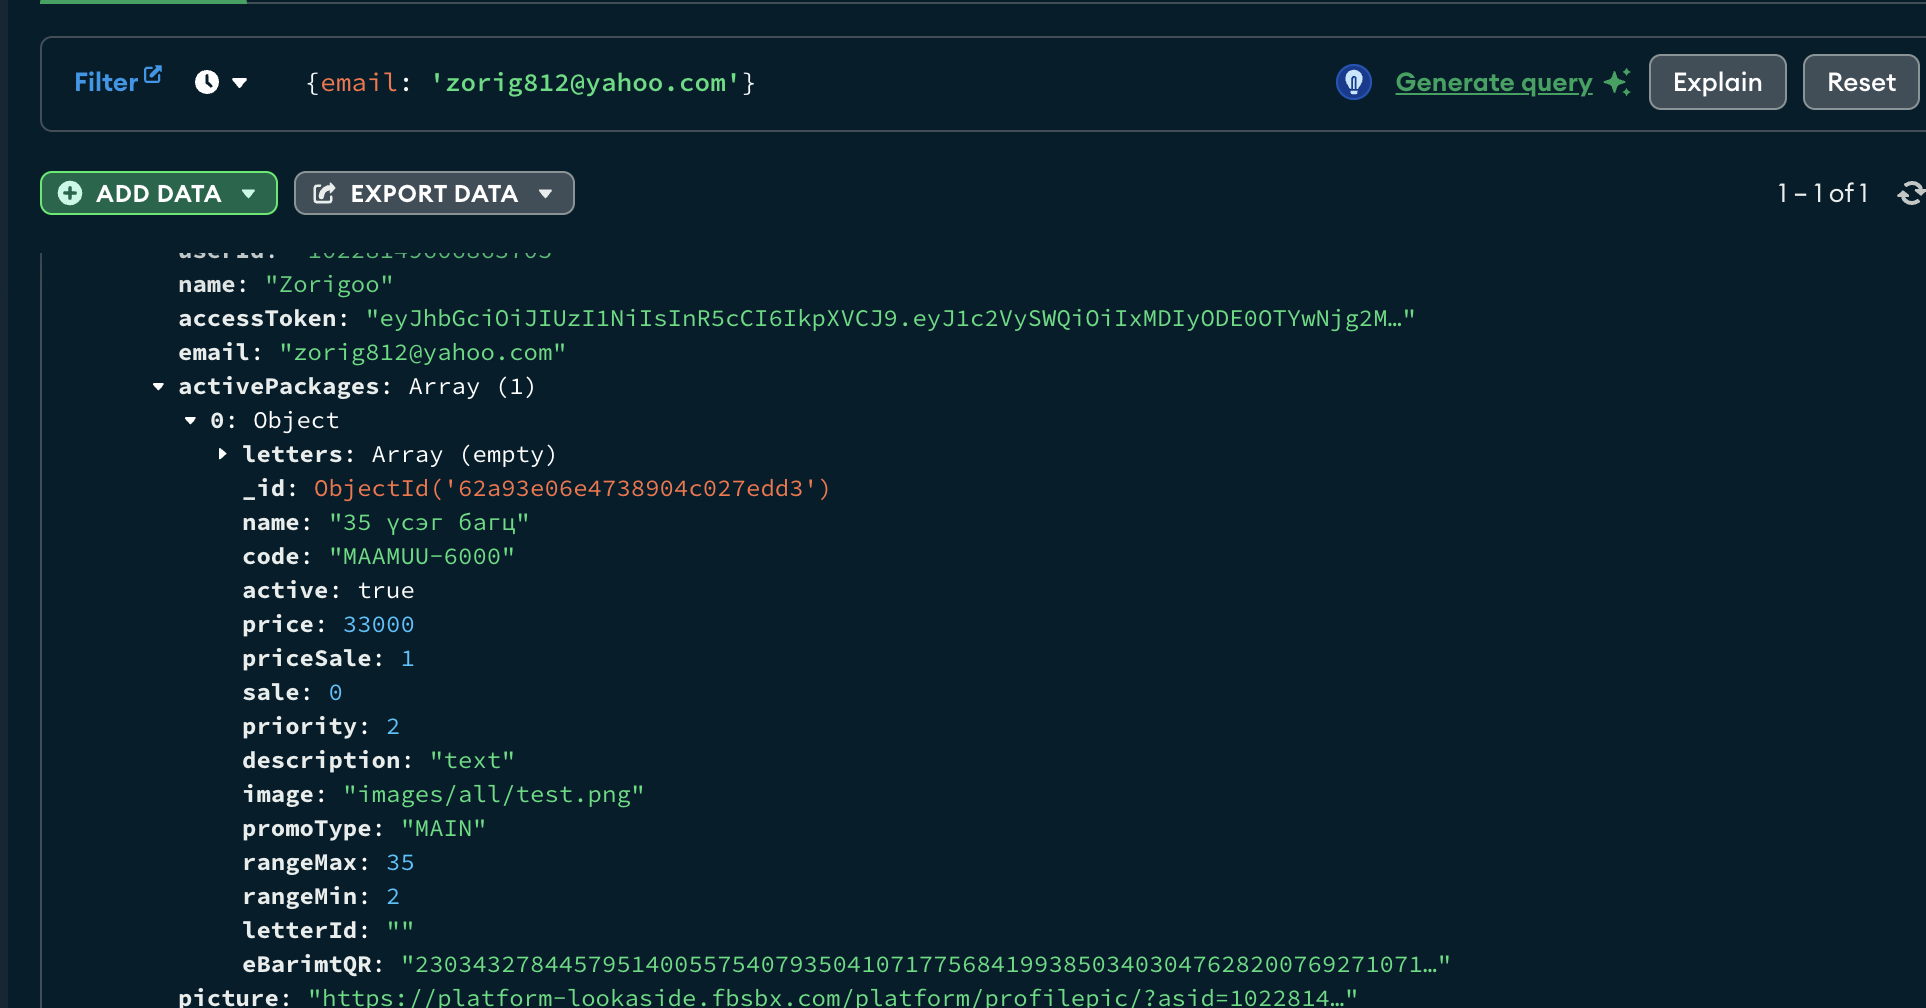 Filter {email: 'zorig812@yahoo.com'} Generate query Explain Reset
ADD DATA EXPORT DATA 1 – 1 of 1
name: "Zorigoo"
accessToken: "eyJhbGciOiJIUzI1NiIsInR5cCI6IkpXVCJ9.eyJ1c2VySWQiOiIxMDIyODE0OTYwNjg2M…"
email: "zorig812@yahoo.com"
activePackages: Array (1)
0: Object
letters: Array (empty)
_id: ObjectId('62a93e06e4738904c027edd3')
name: "35 үсэг багц"
code: "MAAMUU-6000"
active: true
price: 33000
priceSale: 1
sale: 0
priority: 2
description: "text"
image: "images/all/test.png"
promoType: "MAIN"
rangeMax: 35
rangeMin: 2
letterId: ""
eBarimtQR: "230343278445795140055754079350410717756841993850340304762820076927107​1…"
picture: "https://platform-lookaside.fbsbx.com/platform/profilepic/?asid=1022814…"